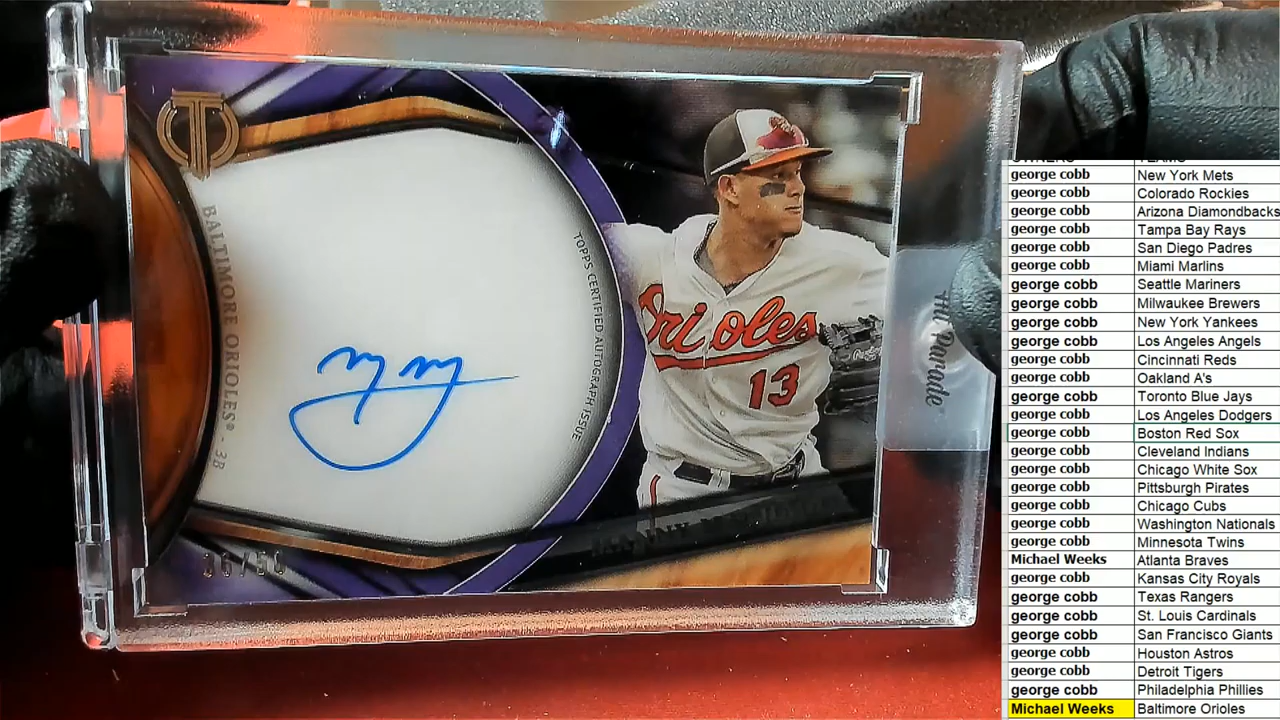 BALTIMORE ORIOLES® - 3B
TOPPS CERTIFIED AUTOGRAPH ISSUE
Orioles
13
Hit Parade
george cobb New York Mets
george cobb Colorado Rockies
george cobb Arizona Diamondbacks
george cobb Tampa Bay Rays
george cobb San Diego Padres
george cobb Miami Marlins
george cobb Seattle Mariners
george cobb Milwaukee Brewers
george cobb New York Yankees
george cobb Los Angeles Angels
george cobb Cincinnati Reds
george cobb Oakland A's
george cobb Toronto Blue Jays
george cobb Los Angeles Dodgers
george cobb Boston Red Sox
george cobb Cleveland Indians
george cobb Chicago White Sox
george cobb Pittsburgh Pirates
george cobb Chicago Cubs
george cobb Washington Nationals
george cobb Minnesota Twins
Michael Weeks Atlanta Braves
george cobb Kansas City Royals
george cobb Texas Rangers
george cobb St. Louis Cardinals
george cobb San Francisco Giants
george cobb Houston Astros
george cobb Detroit Tigers
george cobb Philadelphia Phillies
Michael Weeks Baltimore Orioles